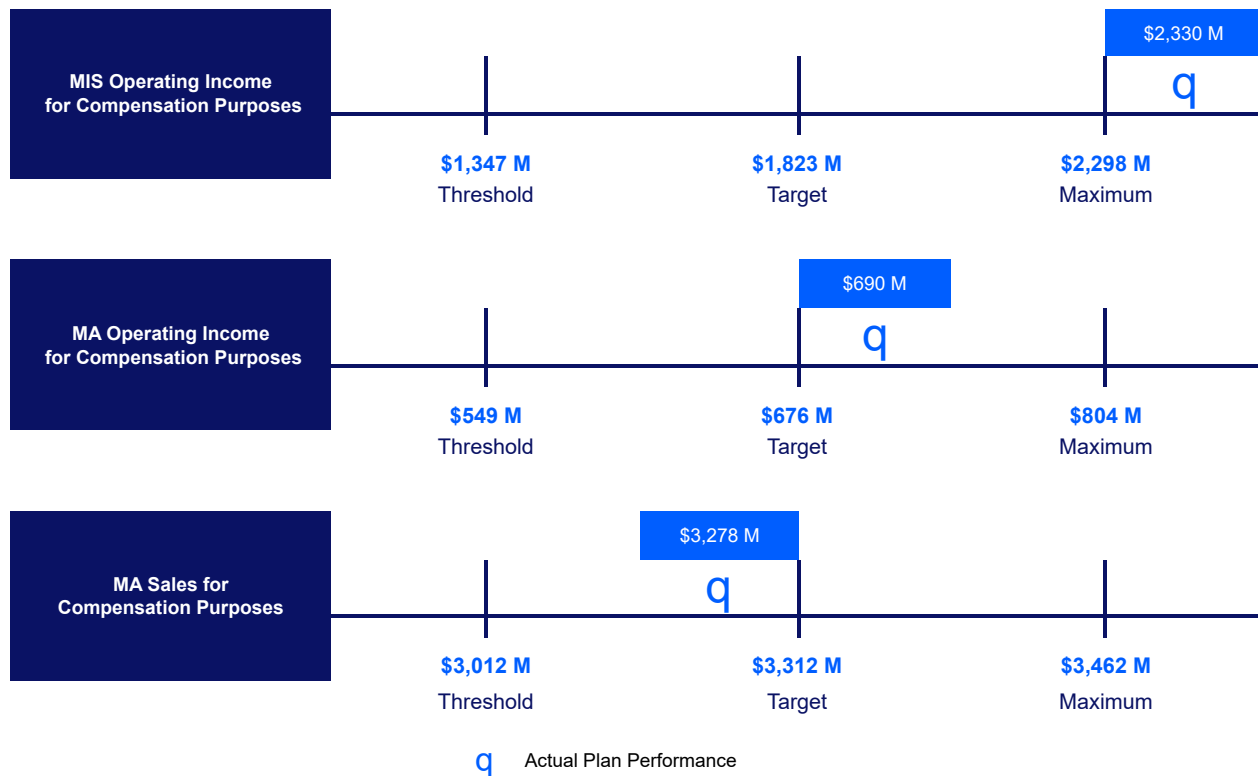 $2,330 M
MIS Operating Income
for Compensation Purposes
q
$1,347 M
$1,823 M
$2,298 M
Threshold
Target
Maximum
$690 M
MA Operating Income
for Compensation Purposes
q
$549 M
$676 M
$804 M
Threshold
Target
Maximum
$3,278 M
MA Sales for
Compensation Purposes
q
$3,012 M
$3,312 M
$3,462 M
Threshold
Target
Maximum
q Actual Plan Performance